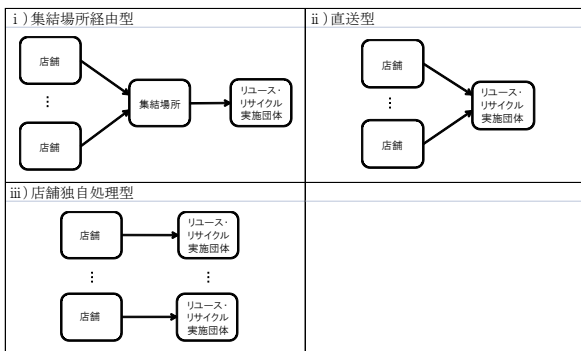 ⅰ)集結場所経由型
店舗
⋮
店舗
集結場所
リユース・
リサイクル
実施団体
ⅱ)直送型
店舗
⋮
店舗
リユース・
リサイクル
実施団体
ⅲ)店舗独自処理型
店舗
⋮
店舗
リユース・
リサイクル
実施団体
⋮
リユース・
リサイクル
実施団体